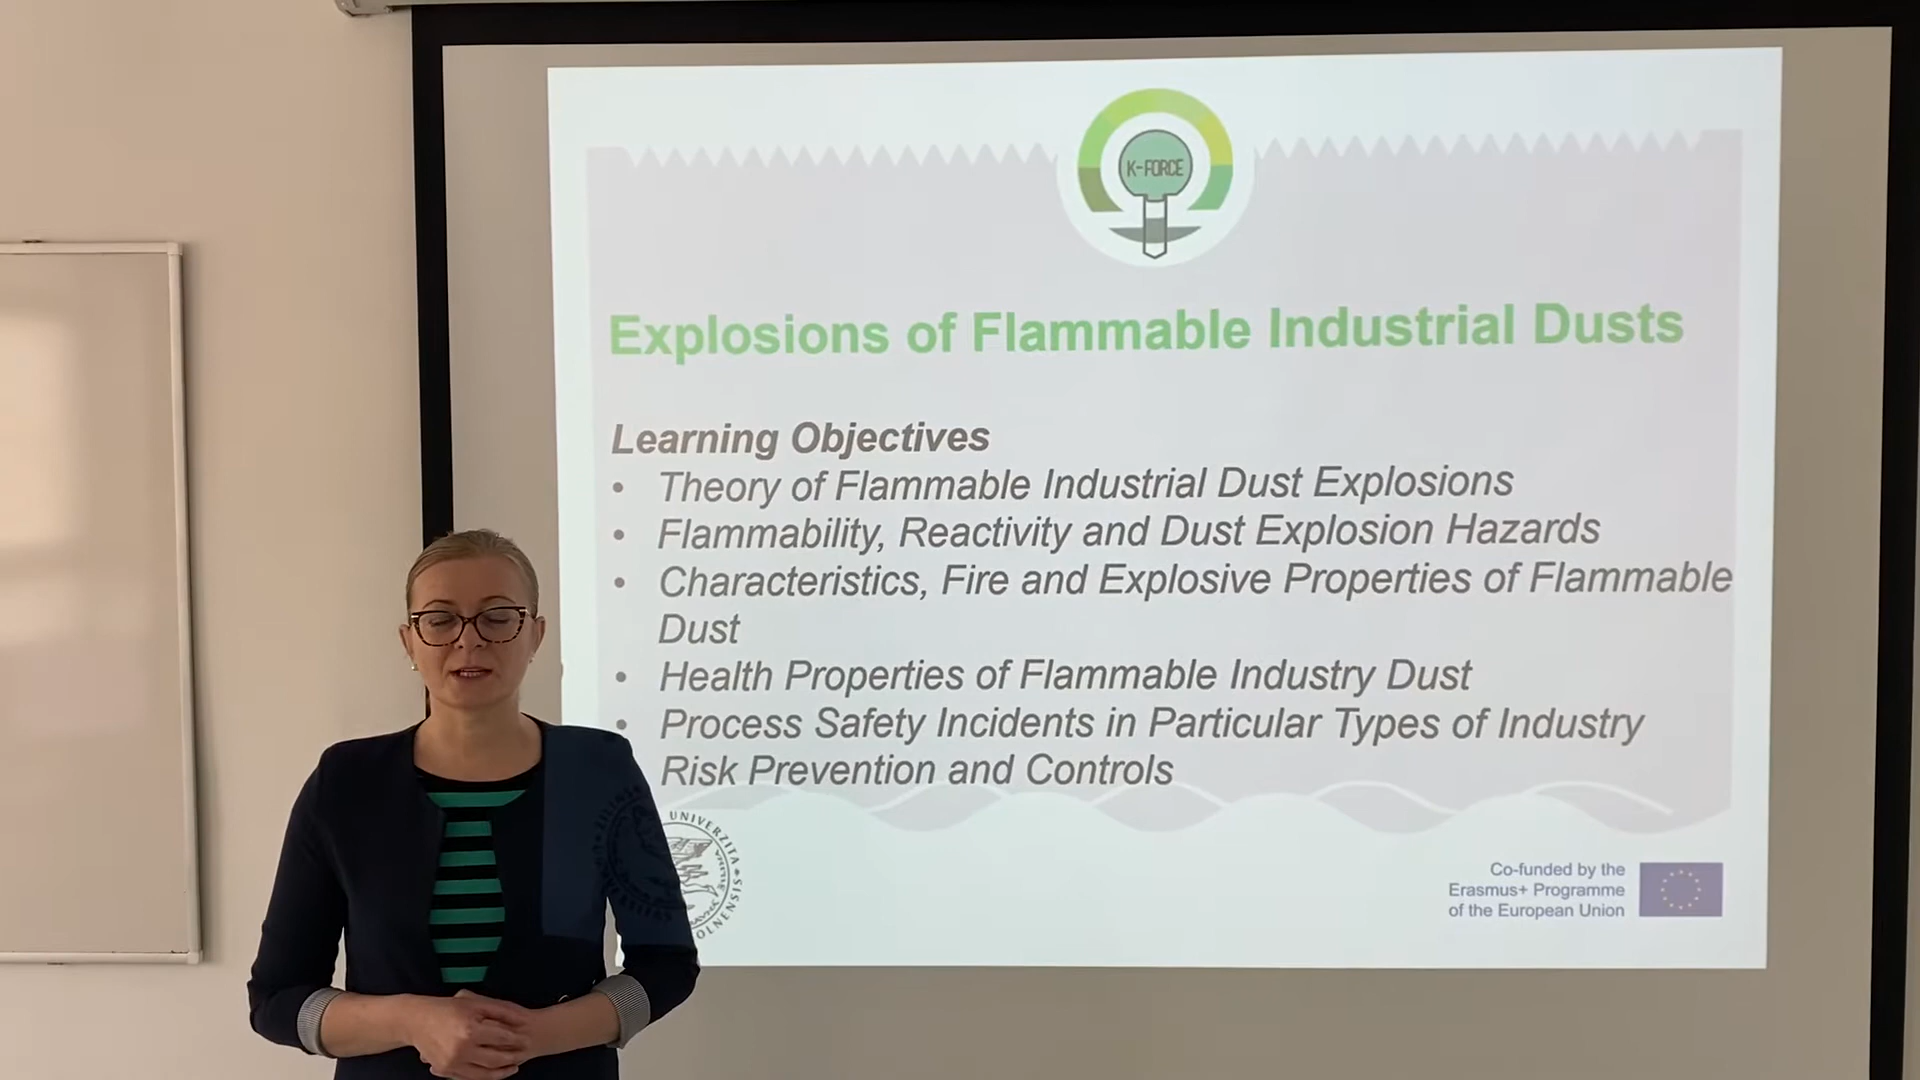 K-FORCE
Explosions of Flammable Industrial Dusts
Learning Objectives
• Theory of Flammable Industrial Dust Explosions
• Flammability, Reactivity and Dust Explosion Hazards
• Characteristics, Fire and Explosive Properties of Flammable
Dust
• Health Properties of Flammable Industry Dust
• Process Safety Incidents in Particular Types of Industry
Risk Prevention and Controls
UNIVERZITA
Co-funded by the
Erasmus+ Programme
of the European Union